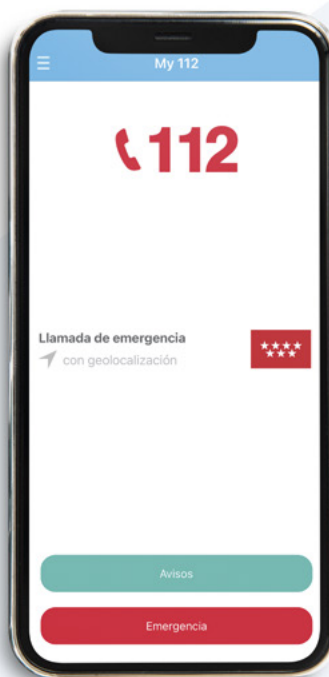 My 112
112
Llamada de emergencia
con geolocalización
Avisos
Emergencia